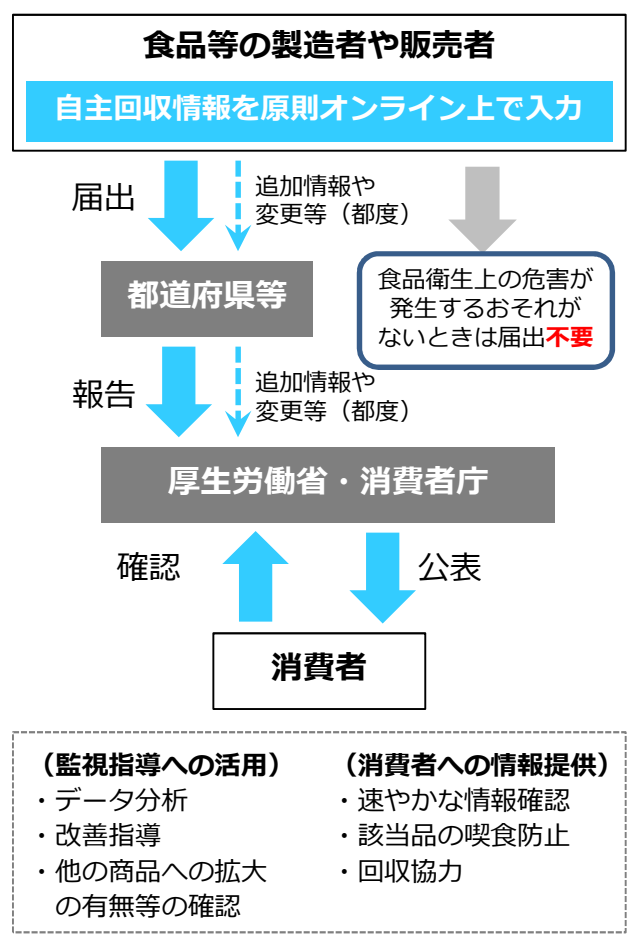 食品等の製造者や販売者
自主回収情報を原則オンライン上で入力
届出
追加情報や
変更等（都度）
都道府県等
食品衛生上の危害が
発生するおそれが
ないときは届出不要
報告
追加情報や
変更等（都度）
厚生労働省・消費者庁
確認
公表
消費者
（監視指導への活用）
・データ分析
・改善指導
・他の商品への拡大
の有無等の確認
（消費者への情報提供）
・速やかな情報確認
・該当品の喫食防止
・回収協力